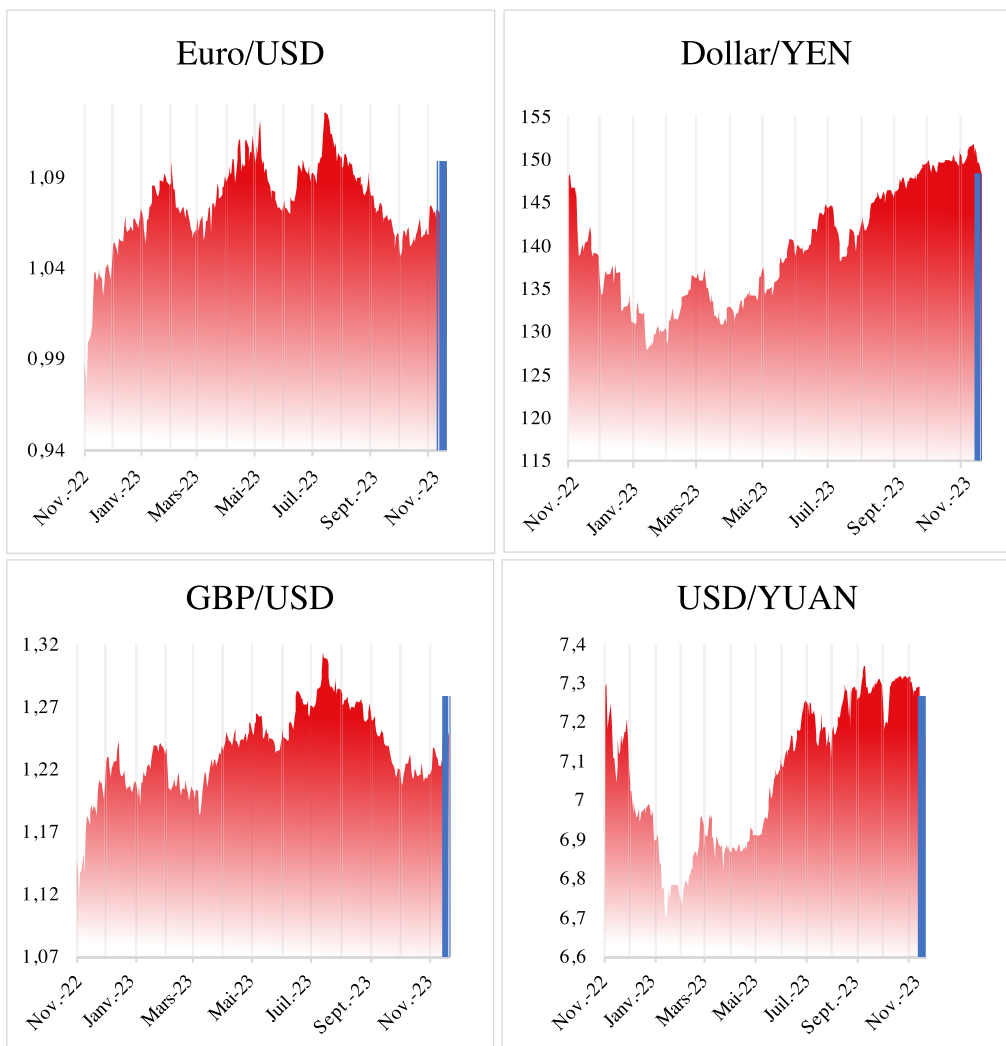 Euro/USD
1,09
1,04
0,99
0,94
Nov.-22
Janv.-23
Mars-23
Mai-23
Juil.-23
Sept.-23
Nov.-23
Dollar/YEN
155
150
145
140
135
130
125
120
115
Nov.-22
Janv.-23
Mars-23
Mai-23
Juil.-23
Sept.-23
Nov.-23
GBP/USD
1,32
1,27
1,22
1,17
1,12
1,07
Nov.-22
Janv.-23
Mars-23
Mai-23
Juil.-23
Sept.-23
Nov.-23
USD/YUAN
7,4
7,3
7,2
7,1
7
6,9
6,8
6,7
6,6
Nov.-22
Janv.-23
Mars-23
Mai-23
Juil.-23
Sept.-23
Nov.-23